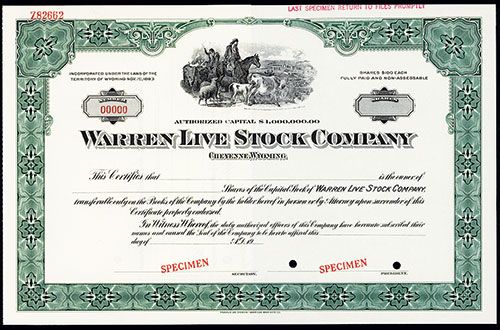 LAST SPECIMEN RETURN TO FILES PROMPTLY
Z82662
INCORPORATED UNDER THE LAWS OF THE
TERRITORY OF WYOMING NOV. 17, 1883
SHARES $100 EACH
FULLY PAID AND NON-ASSESSABLE
NUMBER
00000
SHARES
AUTHORIZED CAPITAL $1,000,000.00
WARREN LIVE STOCK COMPANY
CHEYENNE, WYOMING.
This Certifies that is the owner of
Shares of the Capital Stock of WARREN LIVE STOCK COMPANY,
transferable only on the Books of the Company by the holder hereof in person or by Attorney upon surrender of this
Certificate properly endorsed.
In Witness Whereof, the duly authorized officers of this Company have hereunto subscribed their
names and caused the Seal of the Company to be hereto affixed this
day of A.D. 19
SPECIMEN
SPECIMEN
SECRETARY.
PRESIDENT.